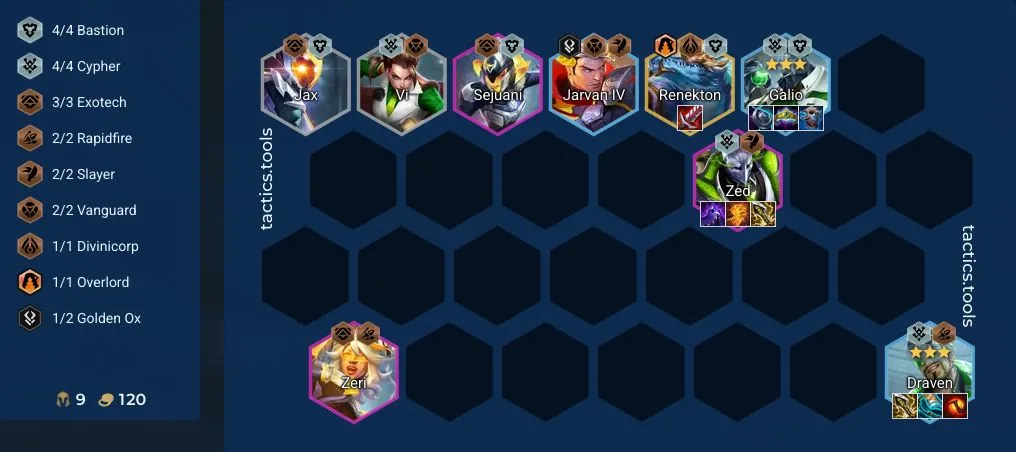 4/4 Bastion
4/4 Cypher
3/3 Exotech
2/2 Rapidfire
2/2 Slayer
2/2 Vanguard
1/1 Divinicorp
1/1 Overlord
1/2 Golden Ox
9 120
tactics.tools
Jax Vi Sejuani Jarvan IV Renekton Galio
Zed
tactics.tools
Zeri Draven